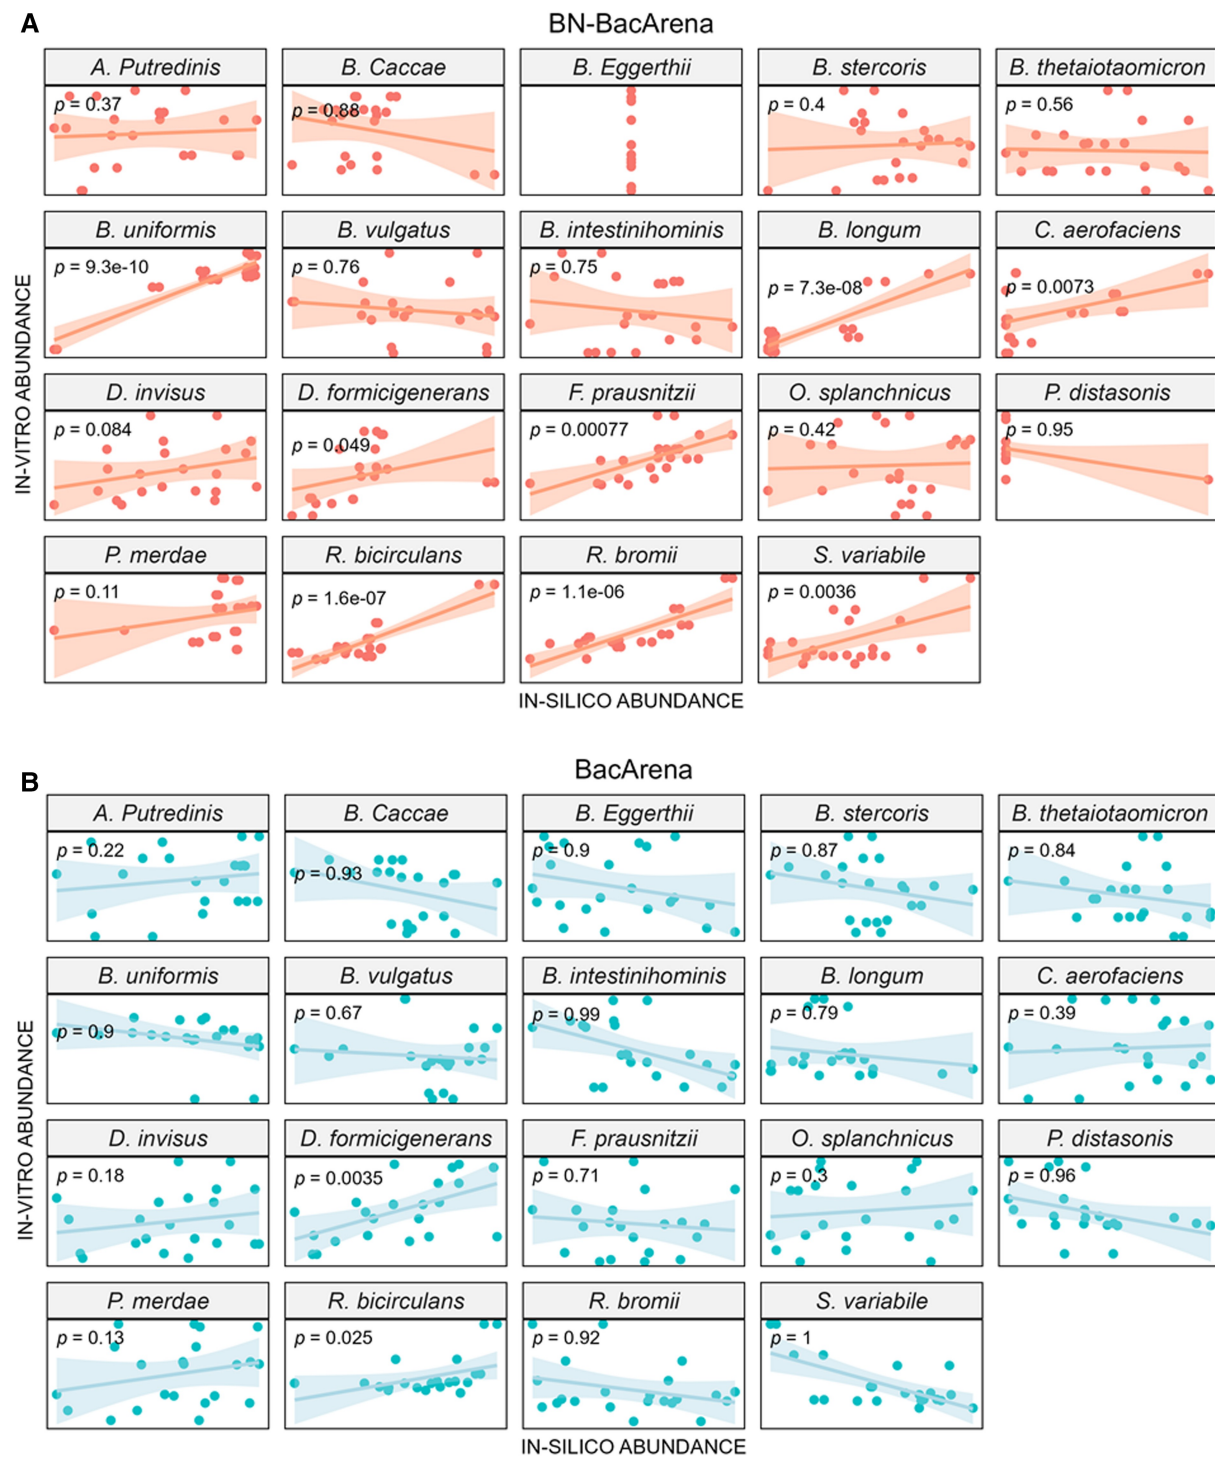 A
BN-BacArena
A. Putredinis
B. Caccae
B. Eggerthii
B. stercoris
B. thetaiotaomicron
p = 0.37
p = 0.88
p = 0.4
p = 0.56
B. uniformis
B. vulgatus
B. intestinihominis
B. longum
C. aerofaciens
p = 9.3e-10
p = 0.76
p = 0.75
p = 7.3e-08
p = 0.0073
IN-VITRO ABUNDANCE
D. invisus
D. formicigenerans
F. prausnitzii
O. splanchnicus
P. distasonis
p = 0.084
p = 0.049
p = 0.00077
p = 0.42
p = 0.95
P. merdae
R. bicirculans
R. bromii
S. variabile
p = 0.11
p = 1.6e-07
p = 1.1e-06
p = 0.0036
IN-SILICO ABUNDANCE
B
BacArena
A. Putredinis
B. Caccae
B. Eggerthii
B. stercoris
B. thetaiotaomicron
p = 0.22
p = 0.93
p = 0.9
p = 0.87
p = 0.84
B. uniformis
B. vulgatus
B. intestinihominis
B. longum
C. aerofaciens
p = 0.9
p = 0.67
p = 0.99
p = 0.79
p = 0.39
IN-VITRO ABUNDANCE
D. invisus
D. formicigenerans
F. prausnitzii
O. splanchnicus
P. distasonis
p = 0.18
p = 0.0035
p = 0.71
p = 0.3
p = 0.96
P. merdae
R. bicirculans
R. bromii
S. variabile
p = 0.13
p = 0.025
p = 0.92
p = 1
IN-SILICO ABUNDANCE